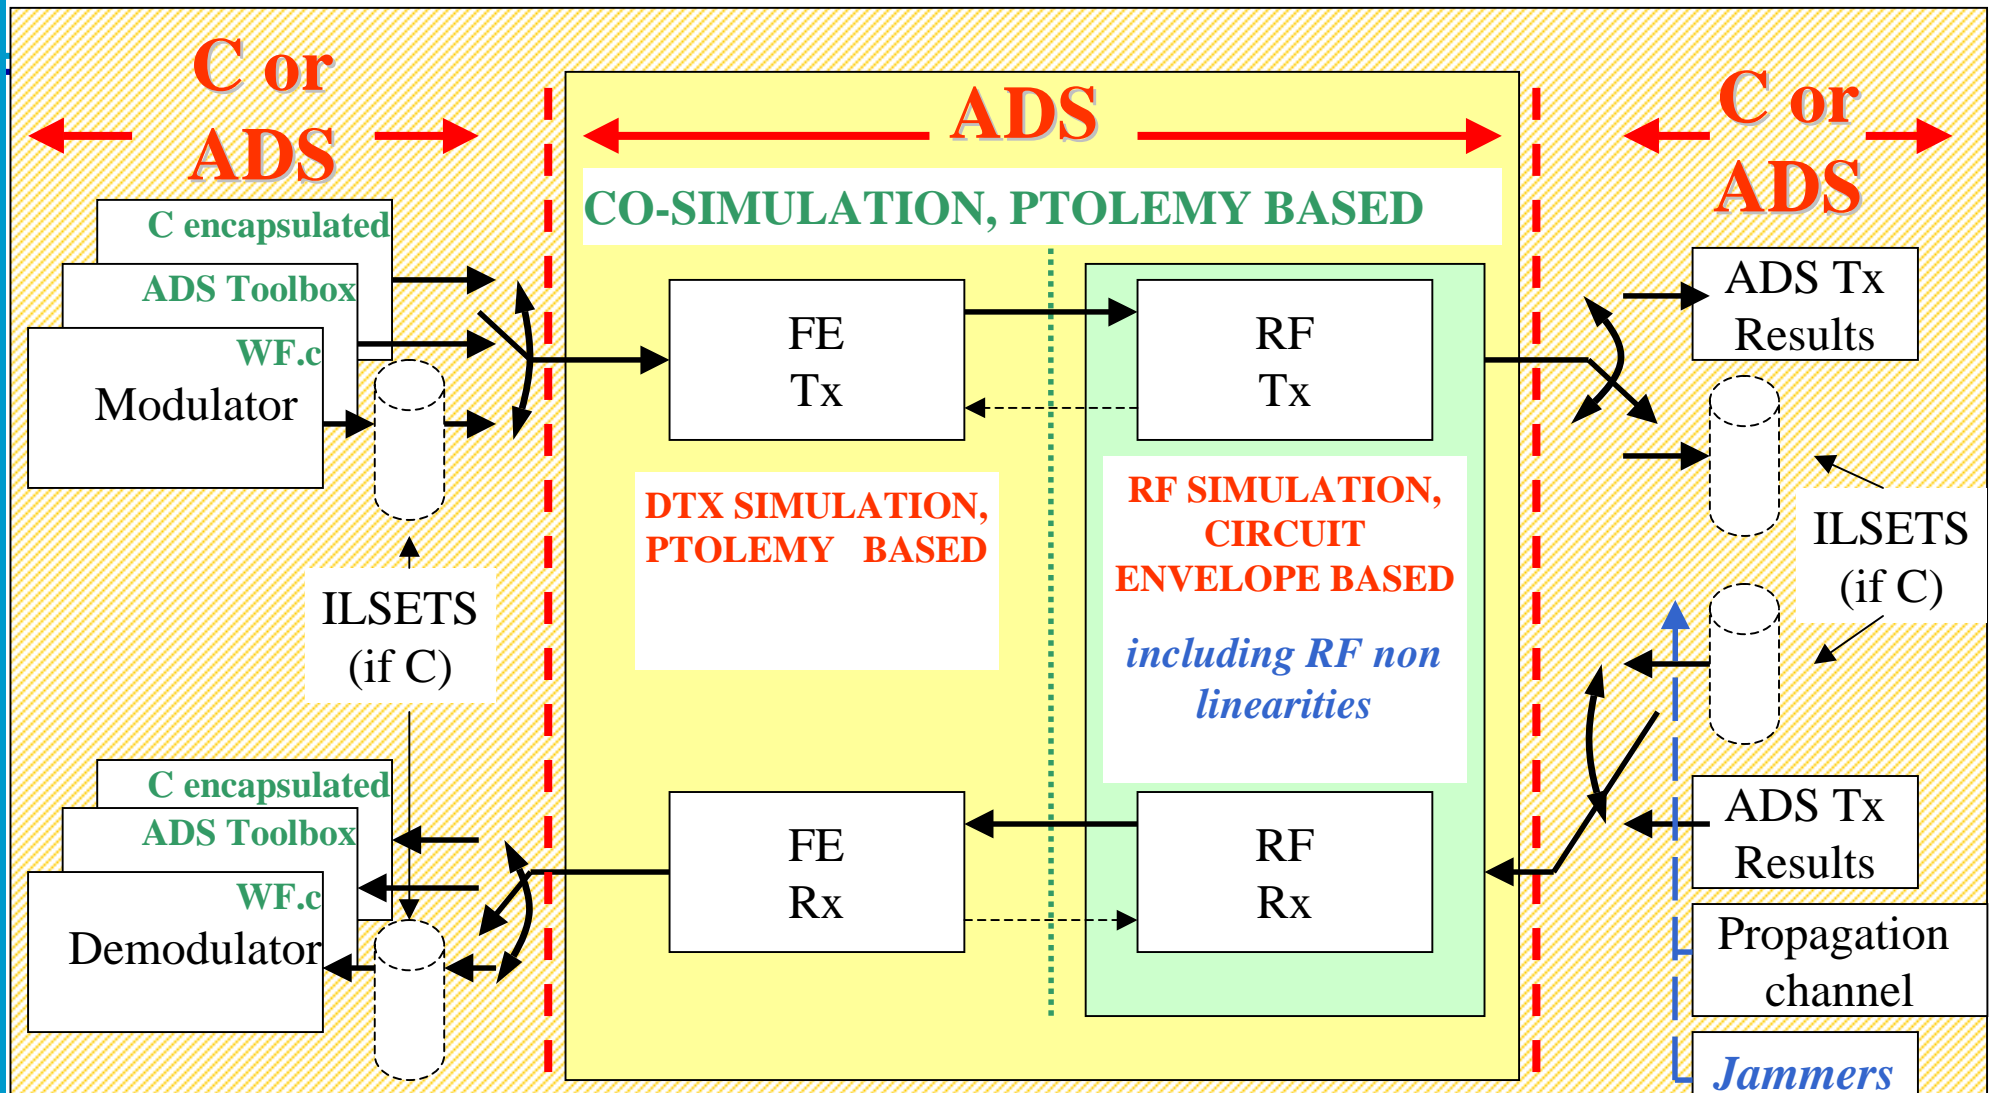 C or
ADS
ADS
C or
ADS
CO-SIMULATION, PTOLEMY BASED
C encapsulated
ADS Toolbox
WF.c
Modulator
FE
Tx
RF
Tx
ADS Tx
Results
DTX SIMULATION,
PTOLEMY BASED
RF SIMULATION,
CIRCUIT
ENVELOPE BASED
including RF non
linearities
ILSETS
(if C)
ILSETS
(if C)
C encapsulated
ADS Toolbox
WF.c
Demodulator
FE
Rx
RF
Rx
ADS Tx
Results
Propagation
channel
Jammers